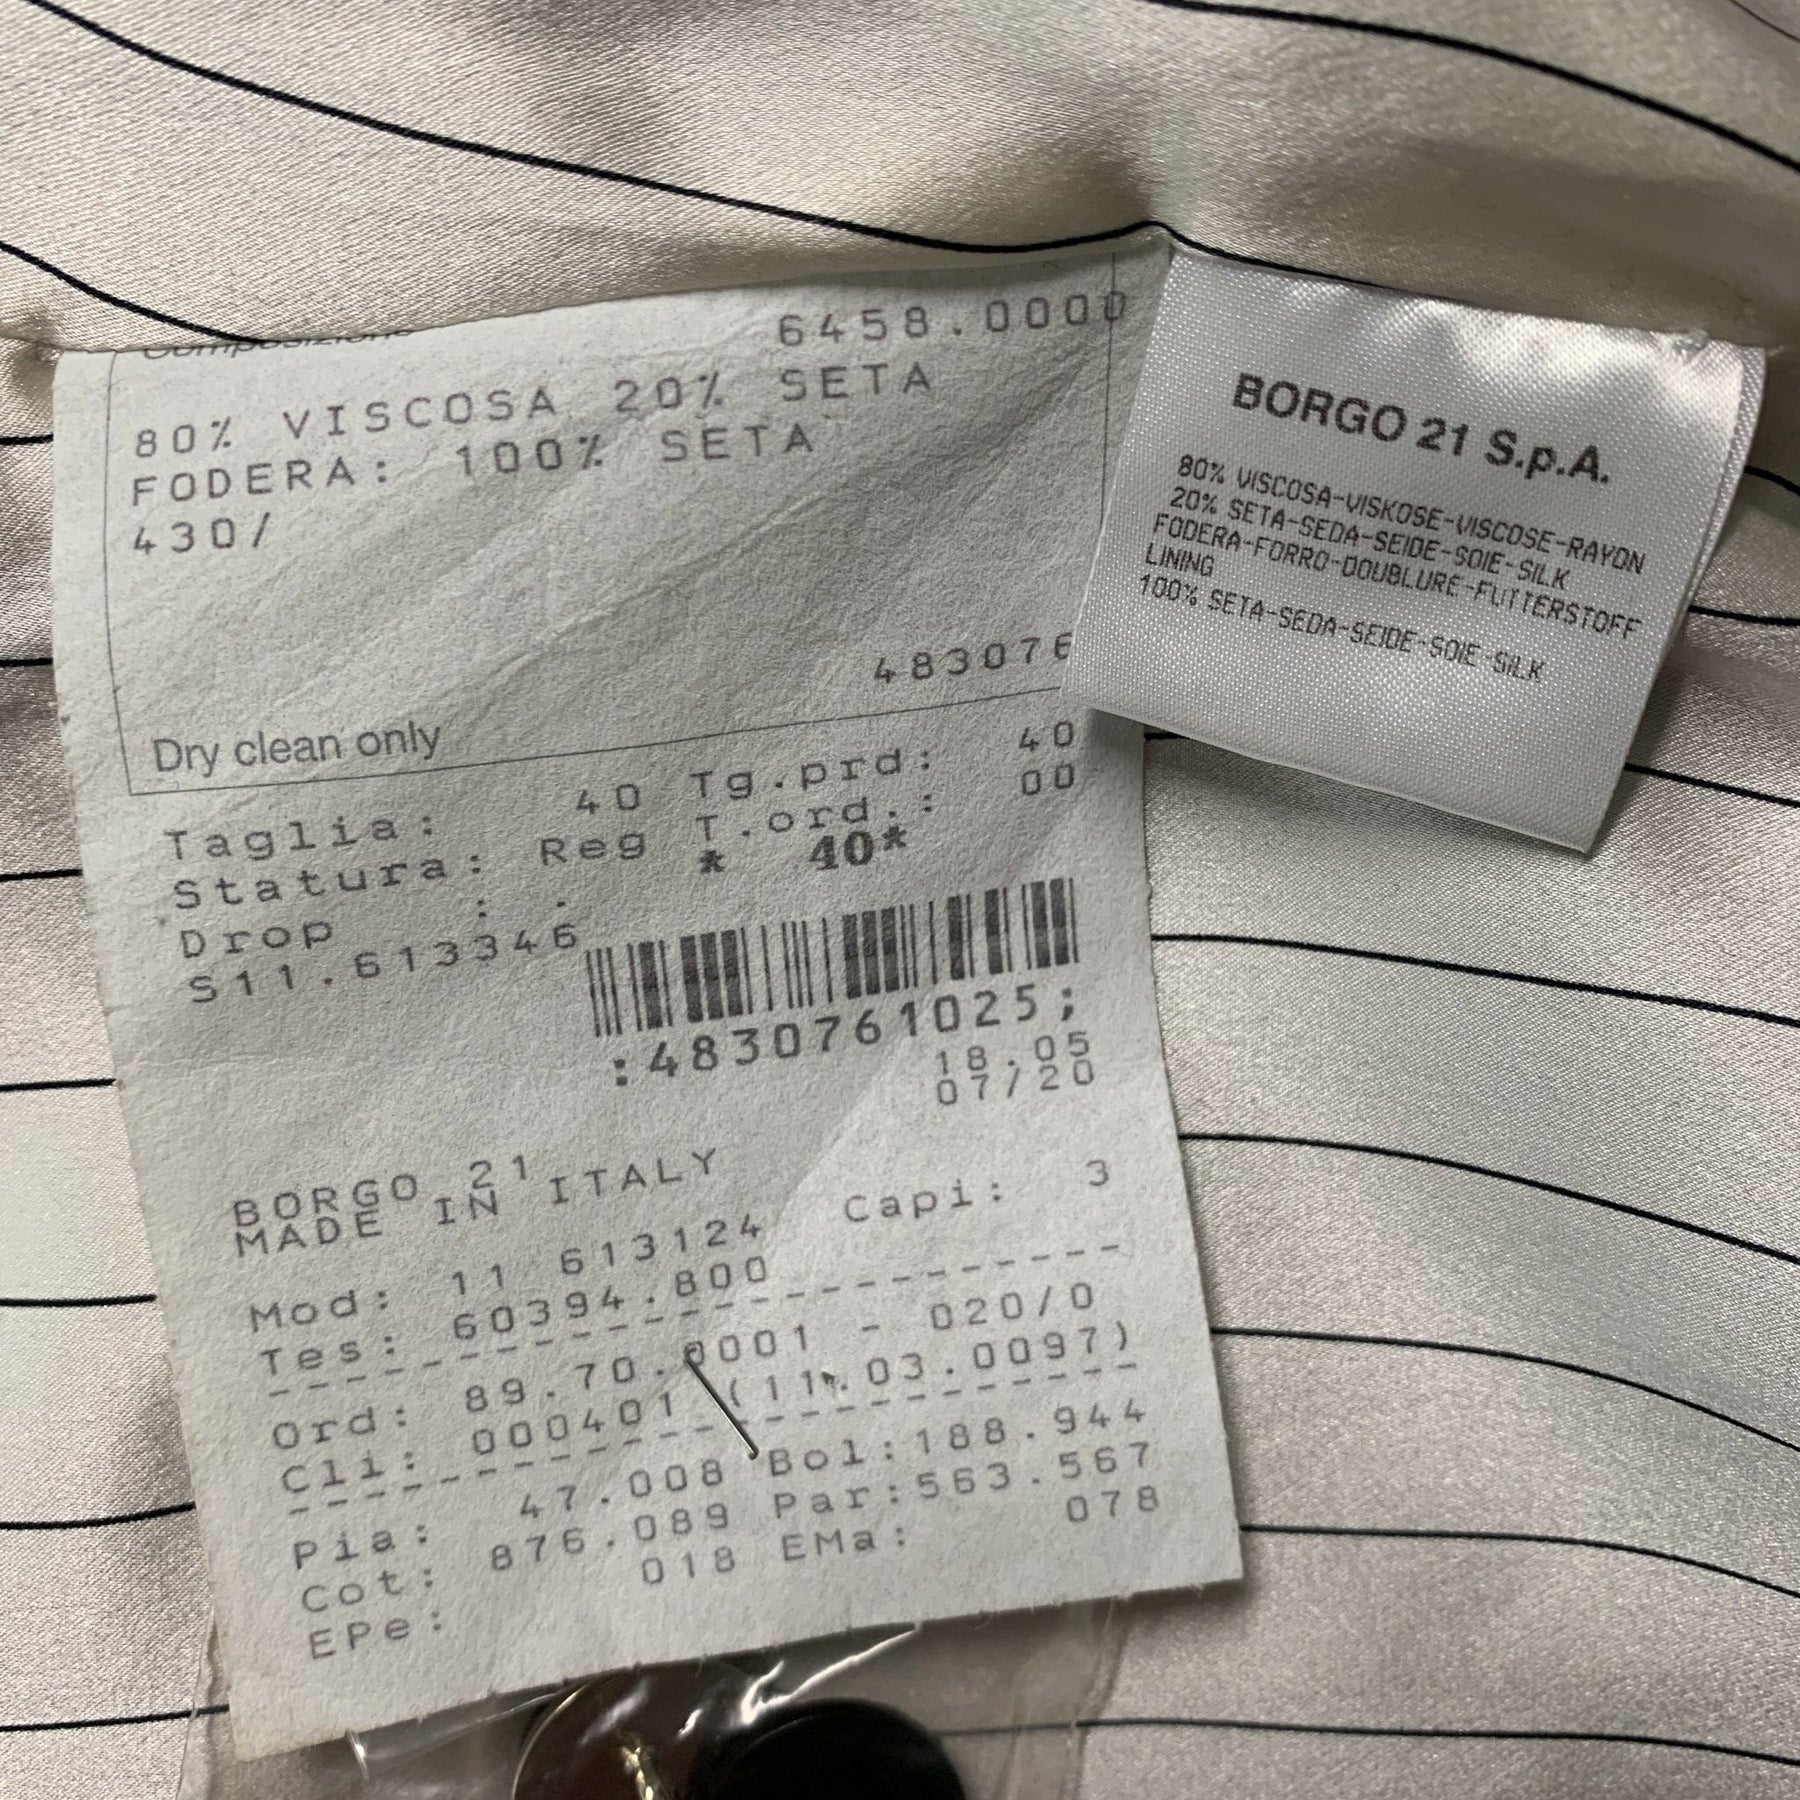 6458.0000
80% VISCOSA 20% SETA
FODERA: 100% SETA
430/
483076
Dry clean only
Taglia: 40 Tg.prd: 40
Statura: Reg T.ord.: 00
Drop : . * 40*
S11.613346
:4830761025;
18.05
07/20
BORGO 21
MADE IN ITALY
Mod: 11 613124 Capi: 3
Tes: 60394.800
Ord: 89.70.0001 - 020/0
Cli: 000401 (11.03.0097)
Pia: 47.008 Bol:188.944
Cot: 876.089 Par:563.567
EPe: 018 EMa: 078
BORGO 21 S.p.A.
80% VISCOSA-VISKOSE-VISCOSE-RAYON
20% SETA-SEDA-SEIDE-SOIE-SILK
FODERA-FORRO-DOUBLURE-FUTTERSTOFF
LINING
100% SETA-SEDA-SEIDE-SOIE-SILK